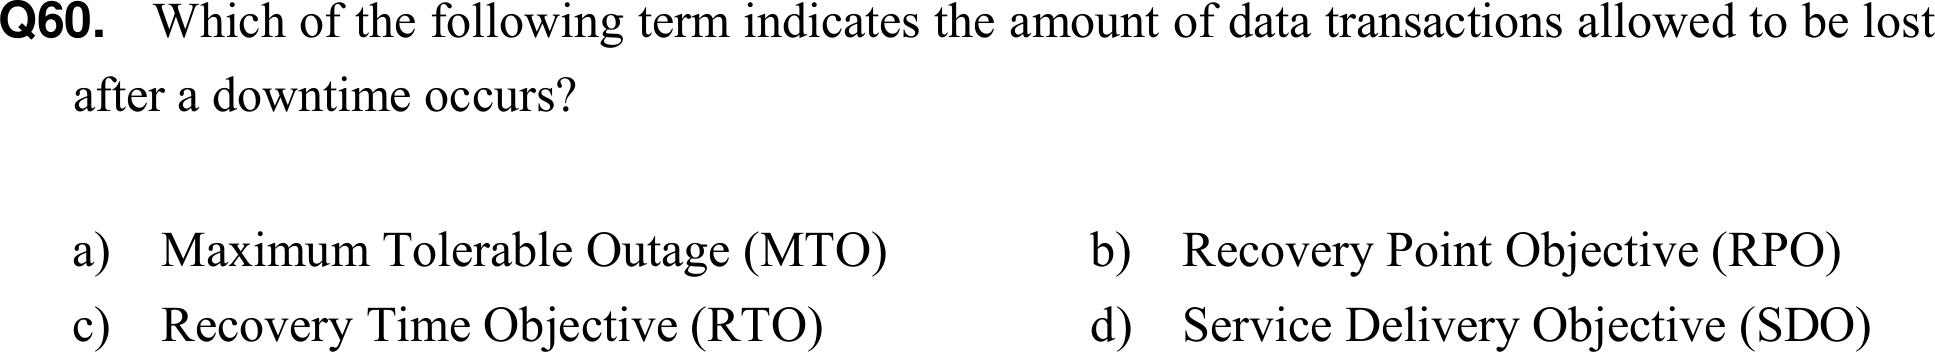 Q60. Which of the following term indicates the amount of data transactions allowed to be lost
after a downtime occurs?
a) Maximum Tolerable Outage (MTO) b) Recovery Point Objective (RPO)
c) Recovery Time Objective (RTO) d) Service Delivery Objective (SDO)